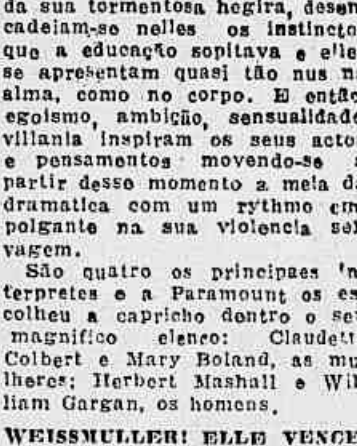 da sua tormentosa hegira, desen
cadeiam-se nelles os instincto
que a educação sopitava e elle
se apresentam quasi tão nus n
alma, como no corpo. E então
egoismo, ambição, sensualidade
villania inspiram os seus acto
e pensamentos movendo-se a
partir desse momento a meia d
dramatica com um rythmo em
polgante na sua violencia sel
vagem.
São quatro os principaes in
terpretes e a Paramount os es
colheu a capricho dentro o se
magnifico elenco: Claudett
Colbert e Mary Boland, as mu
lheres; Herbert Mashall e Wil
liam Gargan, os homens.
WEISSMULLER! ELLE VENCE